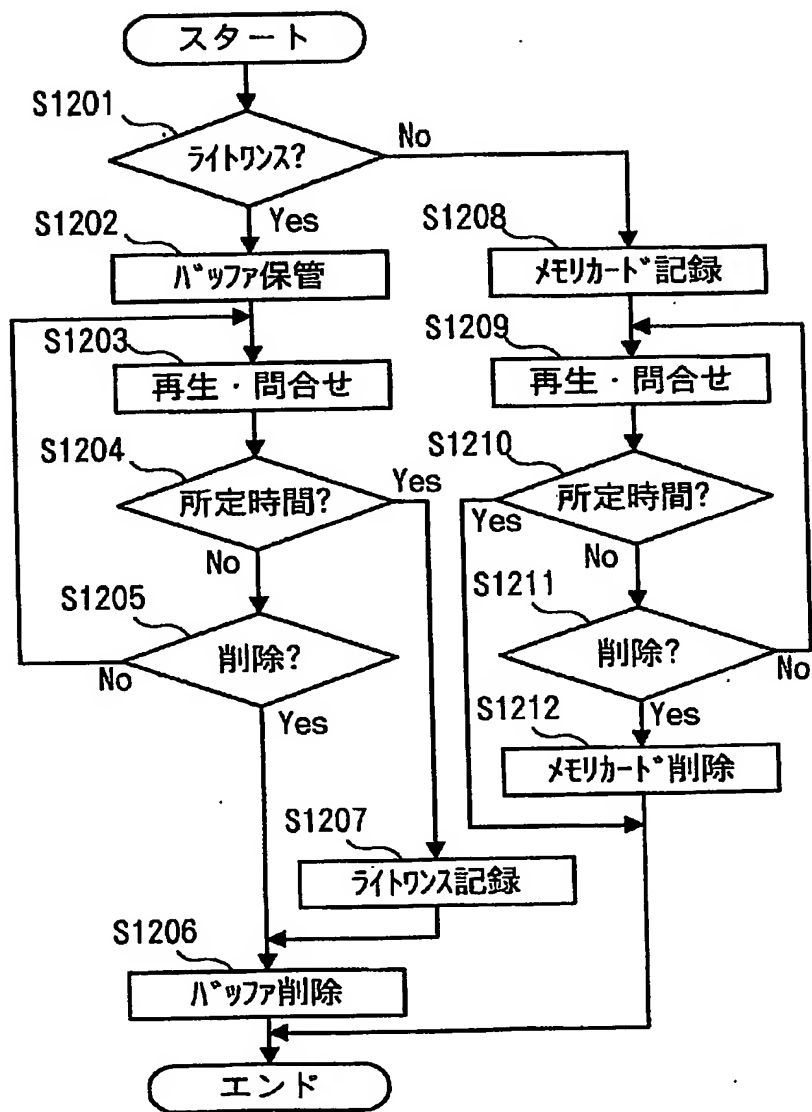 スタート
S1201
ﾗｲﾄﾜﾝｽ?
No
Yes
S1202
ﾊﾞｯﾌｧ保管
S1203
再生・問合せ
S1204
所定時間?
Yes
No
S1205
削除?
No
Yes
S1207
ﾗｲﾄﾜﾝｽ記録
S1206
ﾊﾞｯﾌｧ削除
エンド
S1208
ﾒﾓﾘｶｰﾄﾞ記録
S1209
再生・問合せ
S1210
所定時間?
Yes
No
S1211
削除?
No
Yes
S1212
ﾒﾓﾘｶｰﾄﾞ削除